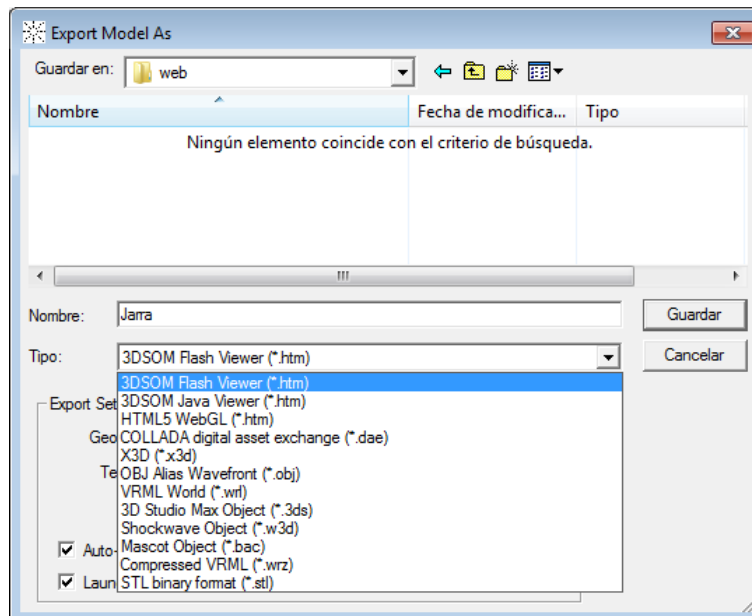 Export Model As
Guardar en: web
Nombre Fecha de modifica... Tipo
Ningún elemento coincide con el criterio de búsqueda.
Nombre: Jarra Guardar
Tipo: 3DSOM Flash Viewer (*.htm) Cancelar
3DSOM Flash Viewer (*.htm)
3DSOM Java Viewer (*.htm)
Export Set
HTML5 WebGL (*.htm)
Geo COLLADA digital asset exchange (*.dae)
X3D (*.x3d)
Te OBJ Alias Wavefront (*.obj)
VRML World (*.wrl)
3D Studio Max Object (*.3ds)
Shockwave Object (*.w3d)
Auto- Mascot Object (*.bac)
Compressed VRML (*.wrz)
Laun STL binary format (*.stl)